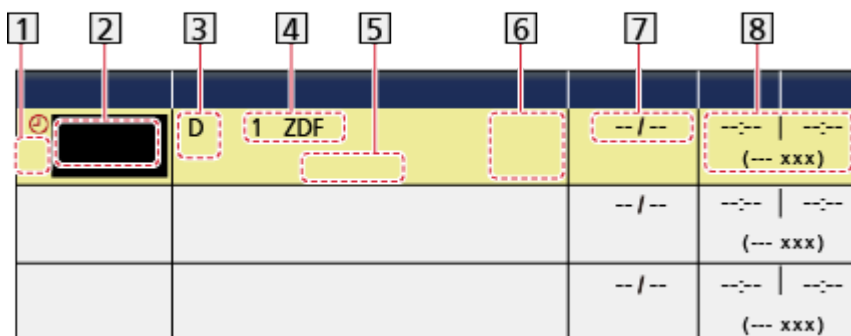 1 2 3 4 5 6 7 8
D 1 ZDF --/-- --:-- | --:--
(--- xxx)
--/-- --:-- | --:--
(--- xxx)
--/-- --:-- | --:--
(--- xxx)